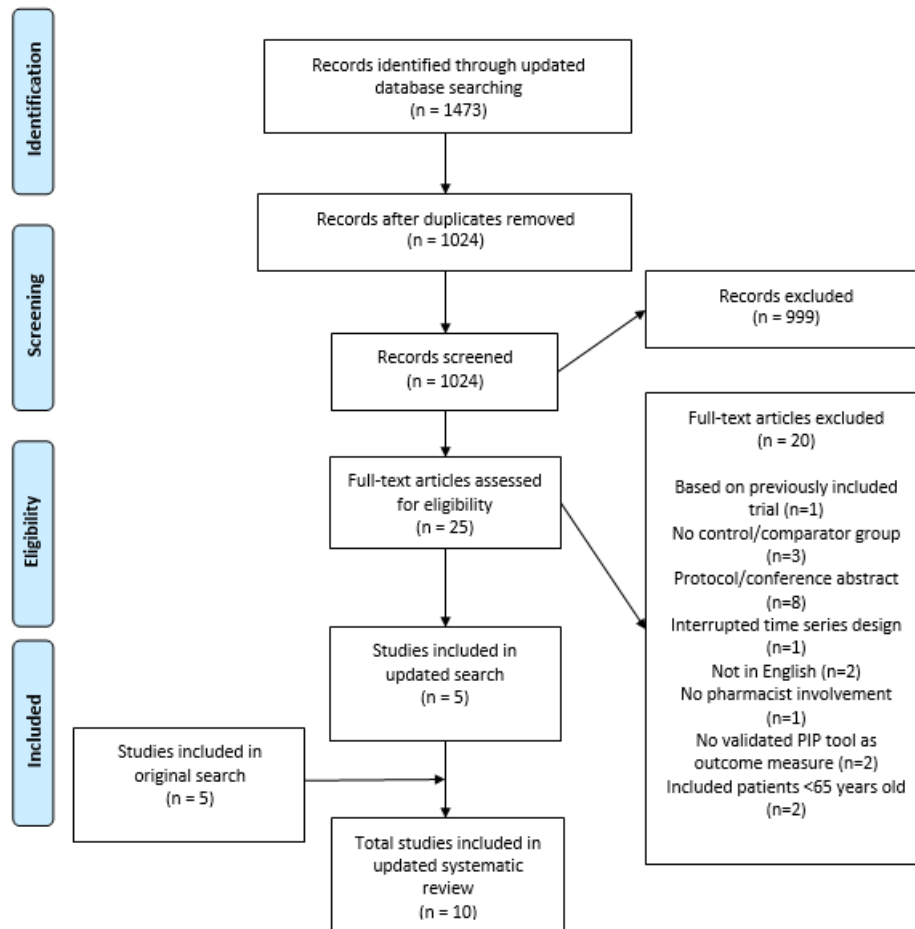 Identification
Records identified through updated
database searching
(n = 1473)
Records after duplicates removed
(n = 1024)
Screening
Records excluded
(n = 999)
Records screened
(n = 1024)
Full-text articles excluded
(n = 20)
Based on previously included
trial (n=1)
No control/comparator group
(n=3)
Protocol/conference abstract
(n=8)
Interrupted time series design
(n=1)
Not in English (n=2)
No pharmacist involvement
(n=1)
No validated PIP tool as
outcome measure (n=2)
Included patients <65 years old
(n=2)
Eligibility
Full-text articles assessed
for eligibility
(n = 25)
Included
Studies included in
updated search
(n = 5)
Studies included in
original search
(n = 5)
Total studies included in
updated systematic
review
(n = 10)